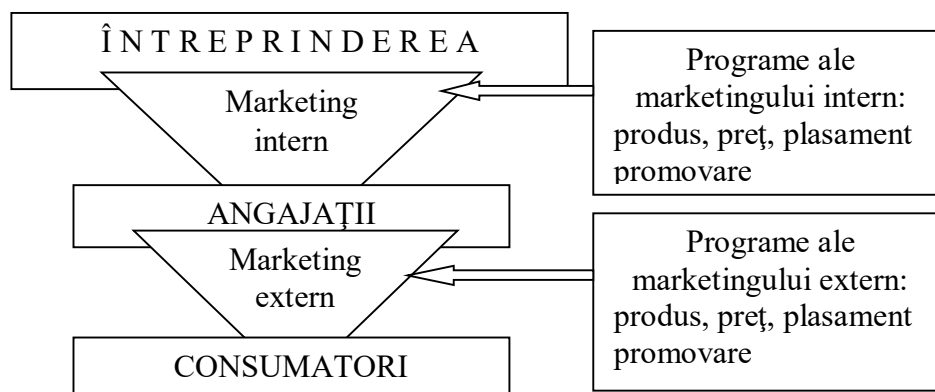 Î N T R E P R I N D E R E A
Marketing
intern
Programe ale
marketingului intern:
produs, preţ, plasament
promovare
ANGAJAŢII
Marketing
extern
Programe ale
marketingului extern:
produs, preţ, plasament
promovare
CONSUMATORI